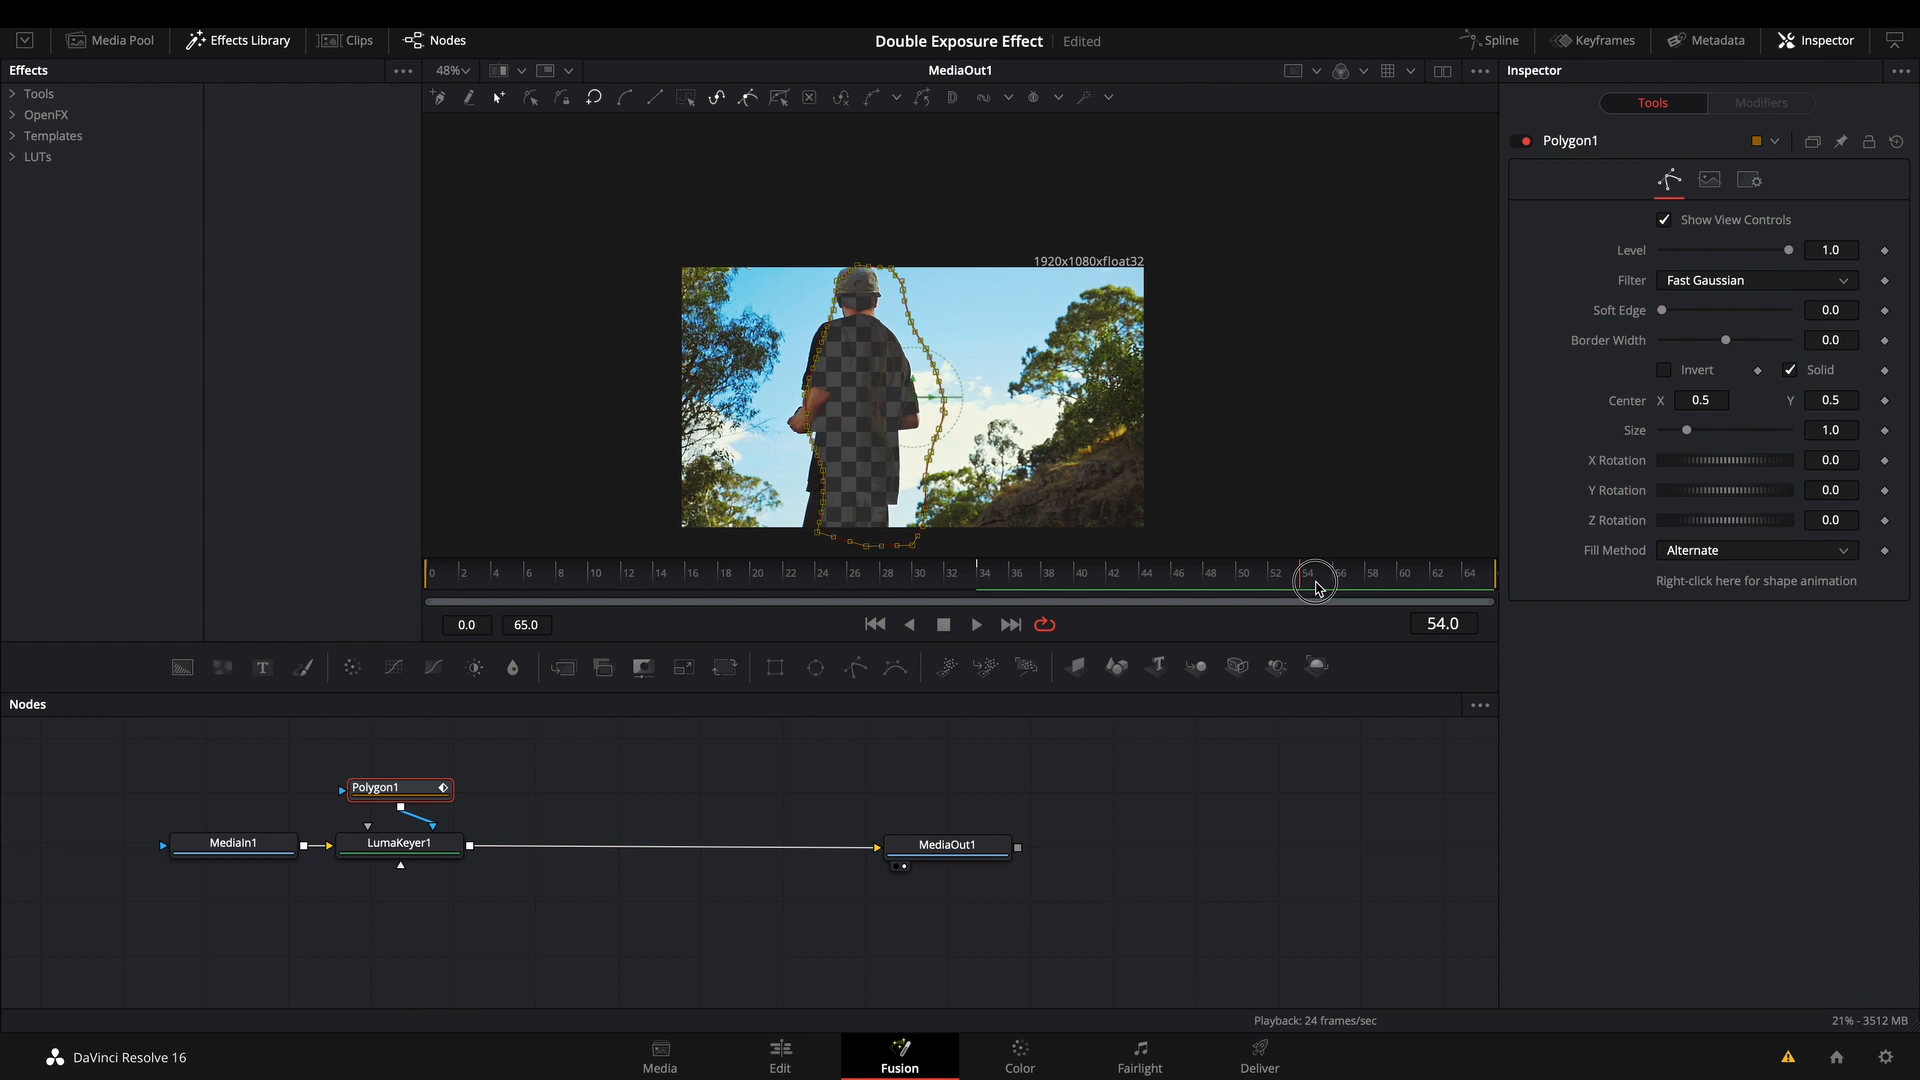 Media Pool Effects Library Clips Nodes Double Exposure Effect Edited Spline Keyframes Metadata Inspector
Effects 48% MediaOut1 Inspector
Tools
OpenFX
Templates
LUTs
Tools Modifiers
Polygon1
Show View Controls
Level 1.0
1920x1080xfloat32
Filter Fast Gaussian
Soft Edge 0.0
Border Width 0.0
Invert Solid
Center X 0.5 Y 0.5
Size 1.0
X Rotation 0.0
Y Rotation 0.0
Z Rotation 0.0
Fill Method Alternate
Right-click here for shape animation
0 2 4 6 8 10 12 14 16 18 20 22 24 26 28 30 32 34 36 38 40 42 44 46 48 50 52 54 56 58 60 62 64
0.0 65.0 54.0
T T
Nodes
Polygon1
MediaIn1 LumaKeyer1 MediaOut1
Playback: 24 frames/sec 21% - 3512 MB
DaVinci Resolve 16
Media Edit Fusion Color Fairlight Deliver